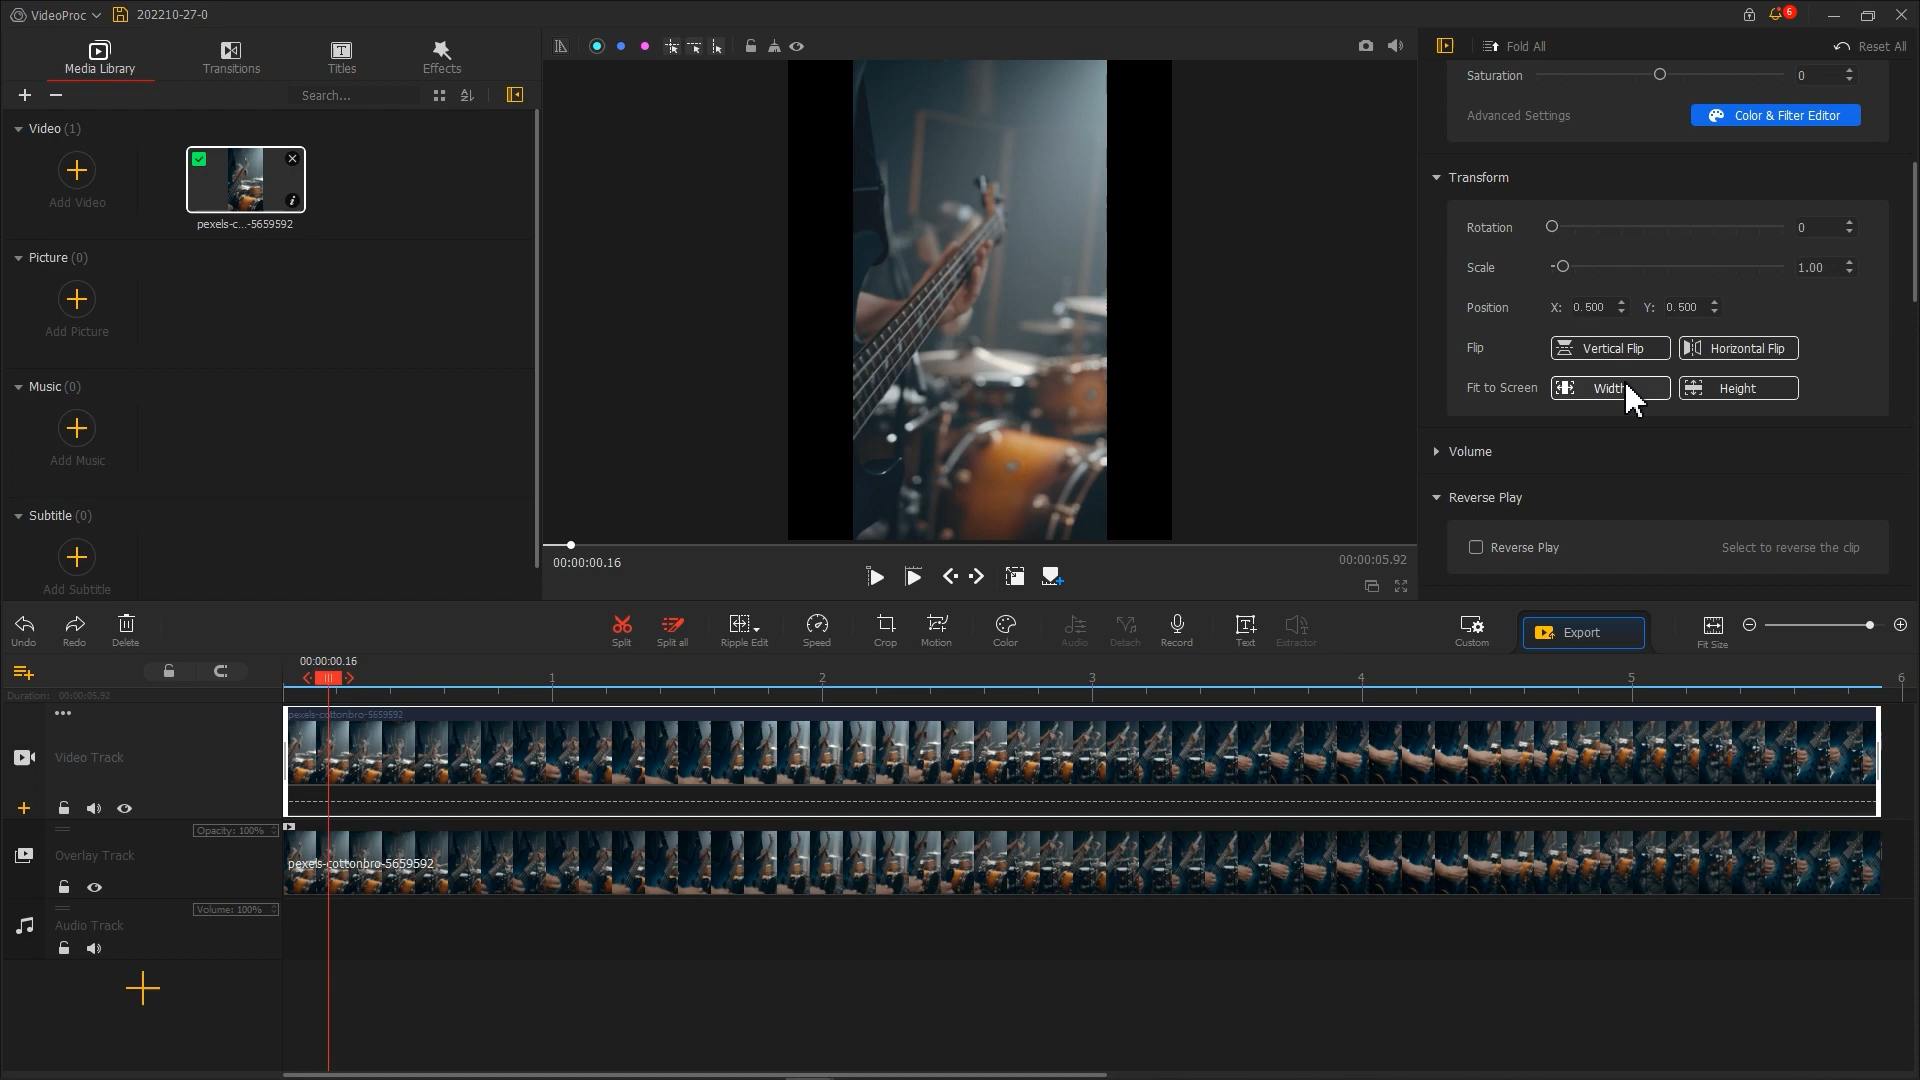 VideoProc
202210-27-0
6
Media Library
Transitions
Titles
Effects
Search...
Video (1)
Add Video
pexels-c...-5659592
Picture (0)
Add Picture
Music (0)
Add Music
Subtitle (0)
Add Subtitle
00:00:00.16
00:00:05.92
Fold All
Reset All
Saturation
0
Advanced Settings
Color & Filter Editor
Transform
Rotation
0
Scale
1.00
Position
X: 0.500
Y: 0.500
Flip
Vertical Flip
Horizontal Flip
Fit to Screen
Width
Height
Volume
Reverse Play
Reverse Play
Select to reverse the clip
Undo
Redo
Delete
Split
Split all
Ripple Edit
Speed
Crop
Motion
Color
Audio
Detach
Record
Text
Extractor
Custom
Export
Fit Size
00:00:00.16
1
2
3
4
5
6
Duration: 00:00:05.92
pexels-cottonbro-5659592
Video Track
Opacity: 100%
Overlay Track
pexels-cottonbro-5659592
Volume: 100%
Audio Track